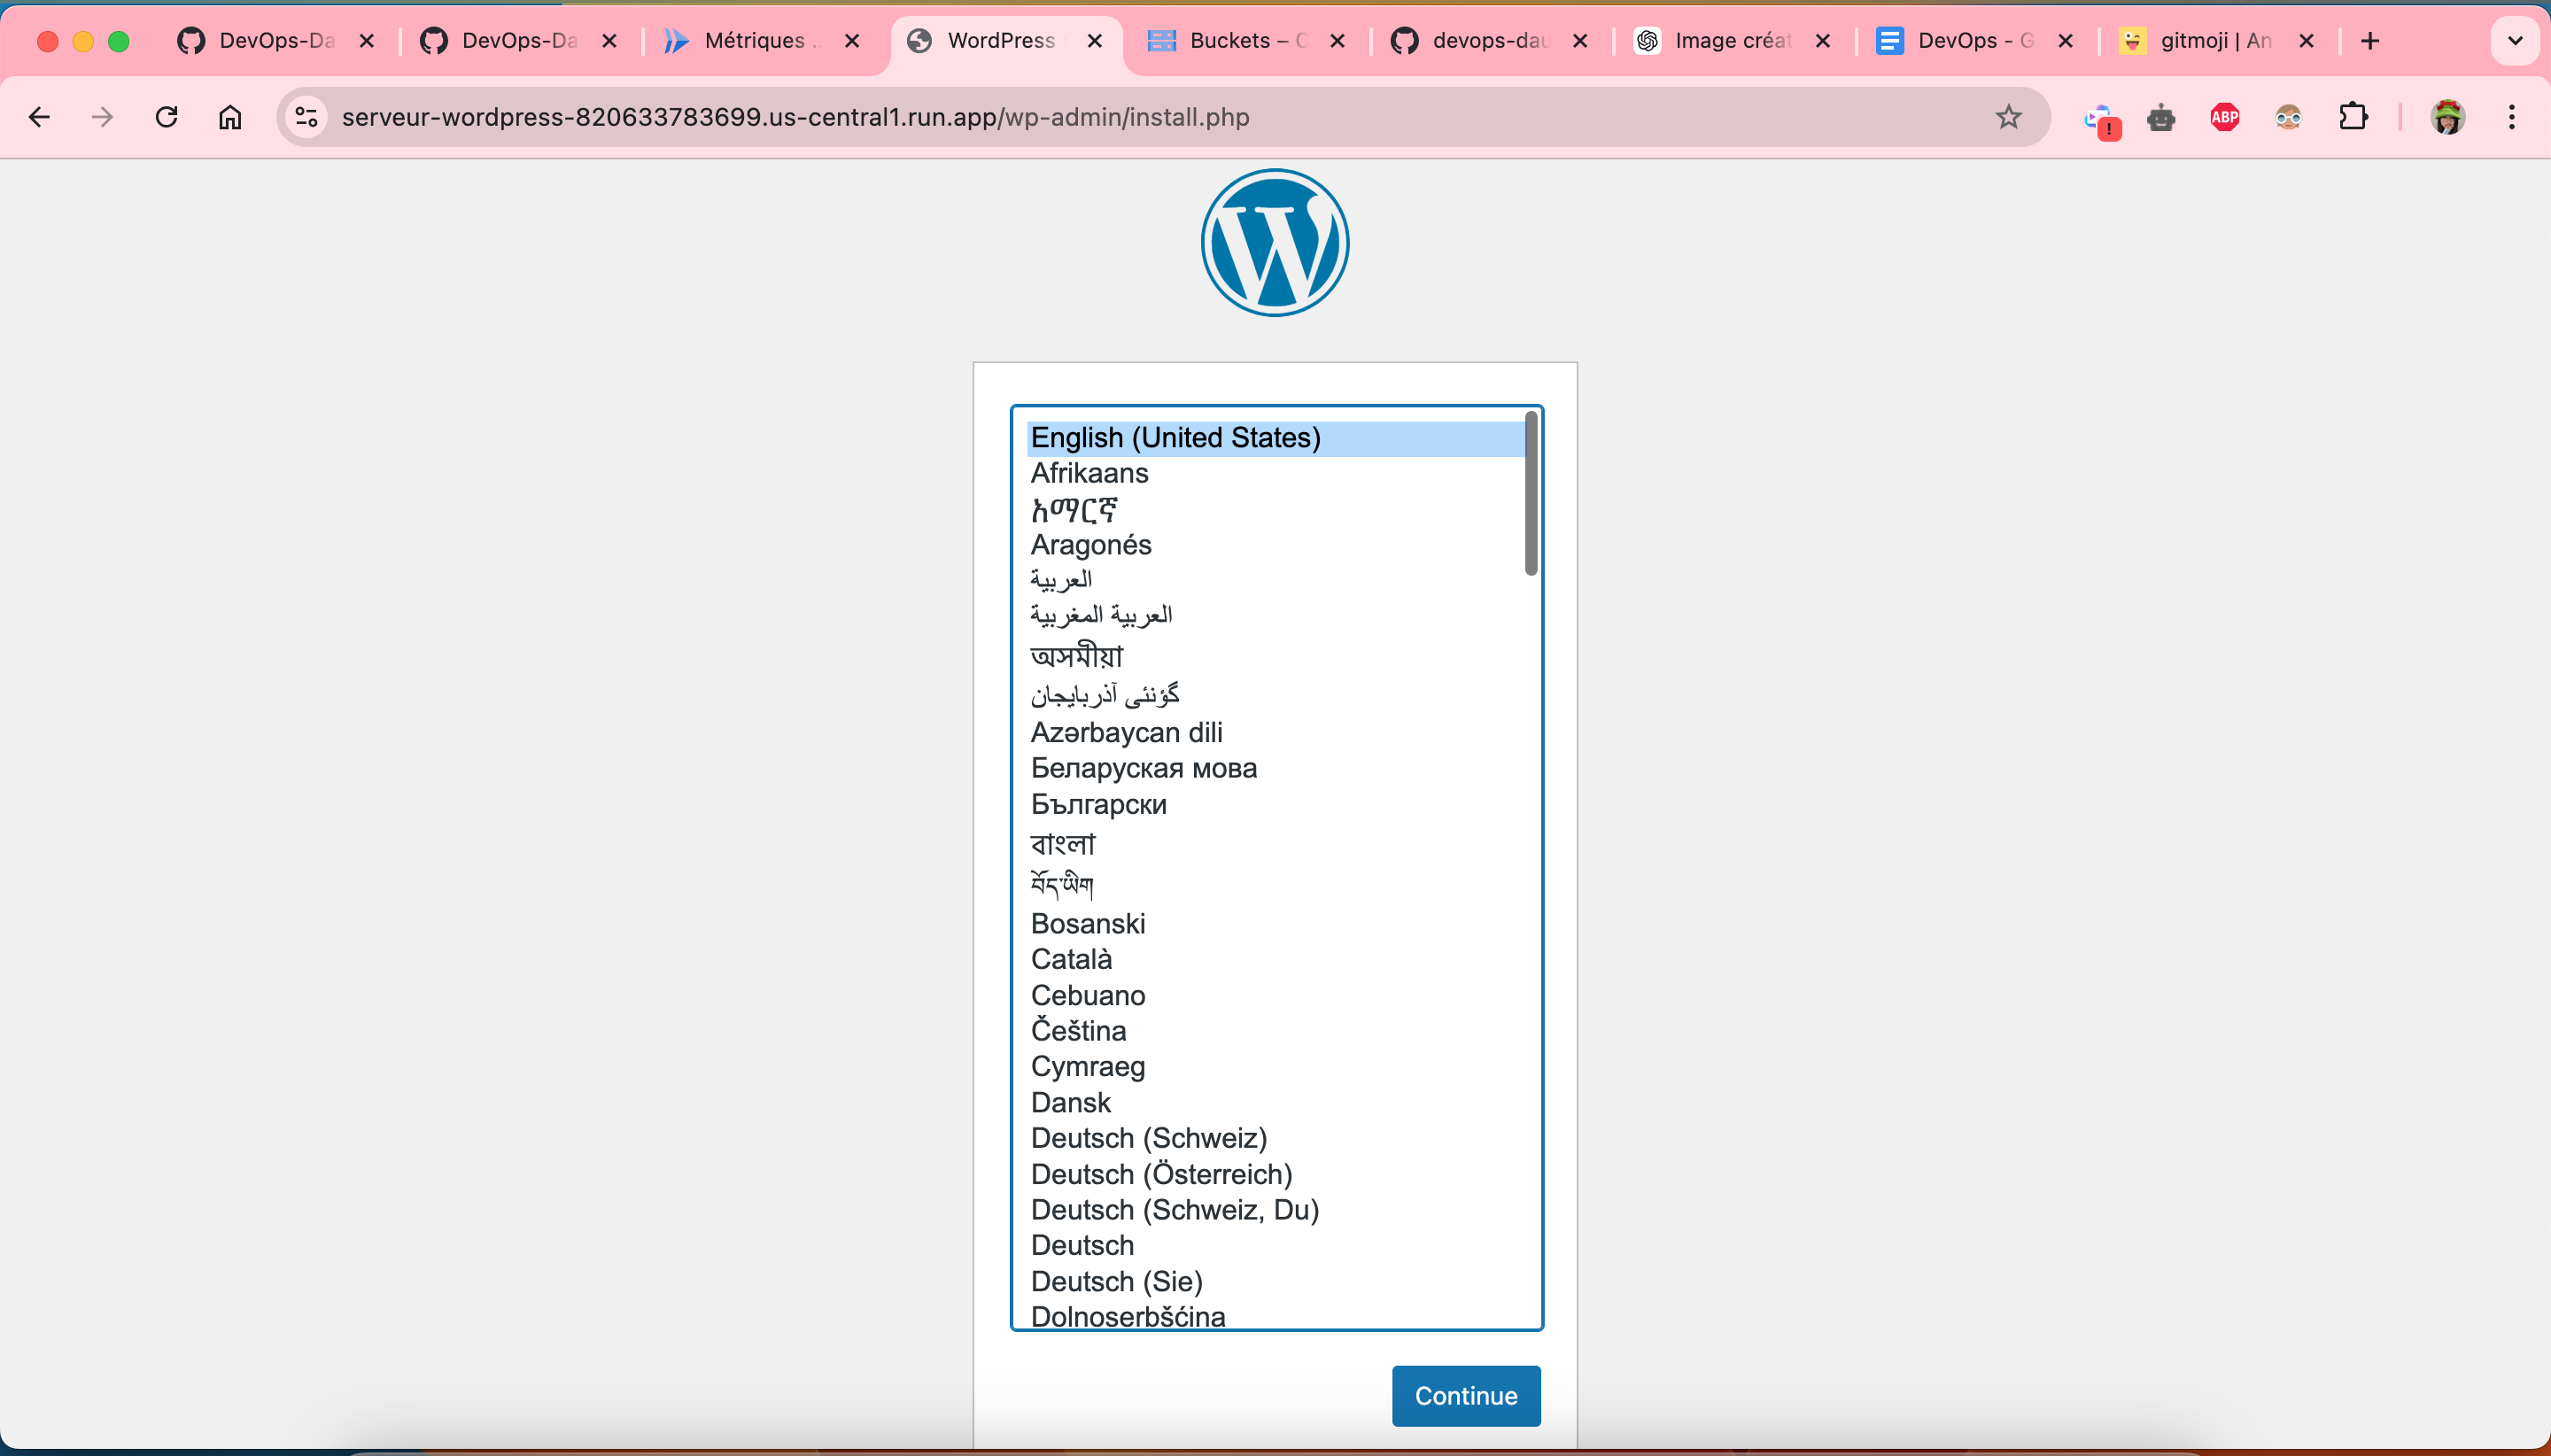 DevOps-Da
DevOps-Da
Métriques ..
WordPress
Buckets – C
devops-dau
Image créat
DevOps - G
gitmoji | An
serveur-wordpress-820633783699.us-central1.run.app/wp-admin/install.php
!
ABP
English (United States)
Afrikaans
አማርኛ
Aragonés
العربية
العربية المغربية
অসমীয়া
گؤنئی آذربایجان
Azərbaycan dili
Беларуская мова
Български
বাংলা
བོད་ཡིག
Bosanski
Català
Cebuano
Čeština
Cymraeg
Dansk
Deutsch (Schweiz)
Deutsch (Österreich)
Deutsch (Schweiz, Du)
Deutsch
Deutsch (Sie)
Dolnoserbšćina
Continue